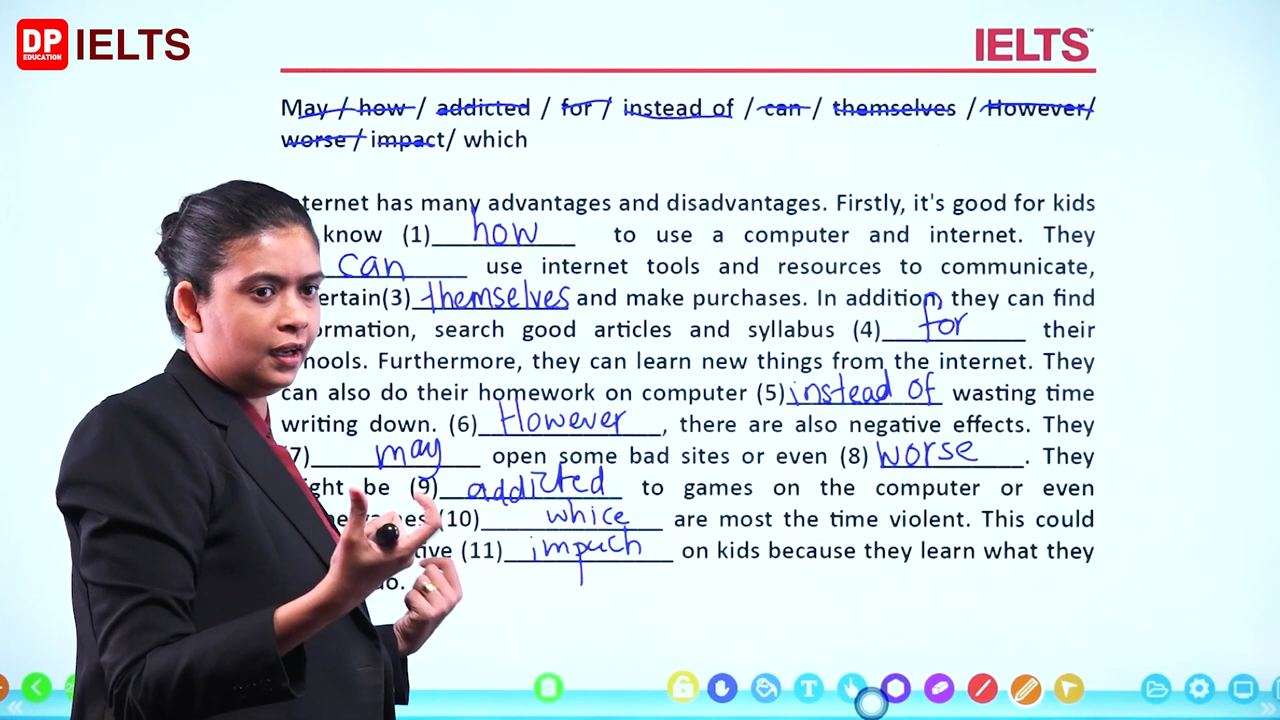 DP EDUCATION IELTS
IELTS™
May / how / addicted / for / instead of / can / themselves / However/
worse / impact/ which
ternet has many advantages and disadvantages. Firstly, it's good for kids
know (1) how to use a computer and internet. They
can use internet tools and resources to communicate,
ertain(3) themselves and make purchases. In addition, they can find
ormation, search good articles and syllabus (4) for their
hools. Furthermore, they can learn new things from the internet. They
can also do their homework on computer (5) instead of wasting time
writing down. (6) However, there are also negative effects. They
7) may open some bad sites or even (8) worse. They
ght be (9) addicted to games on the computer or even
(10) whice are most the time violent. This could
ive (11) impach on kids because they learn what they
do.